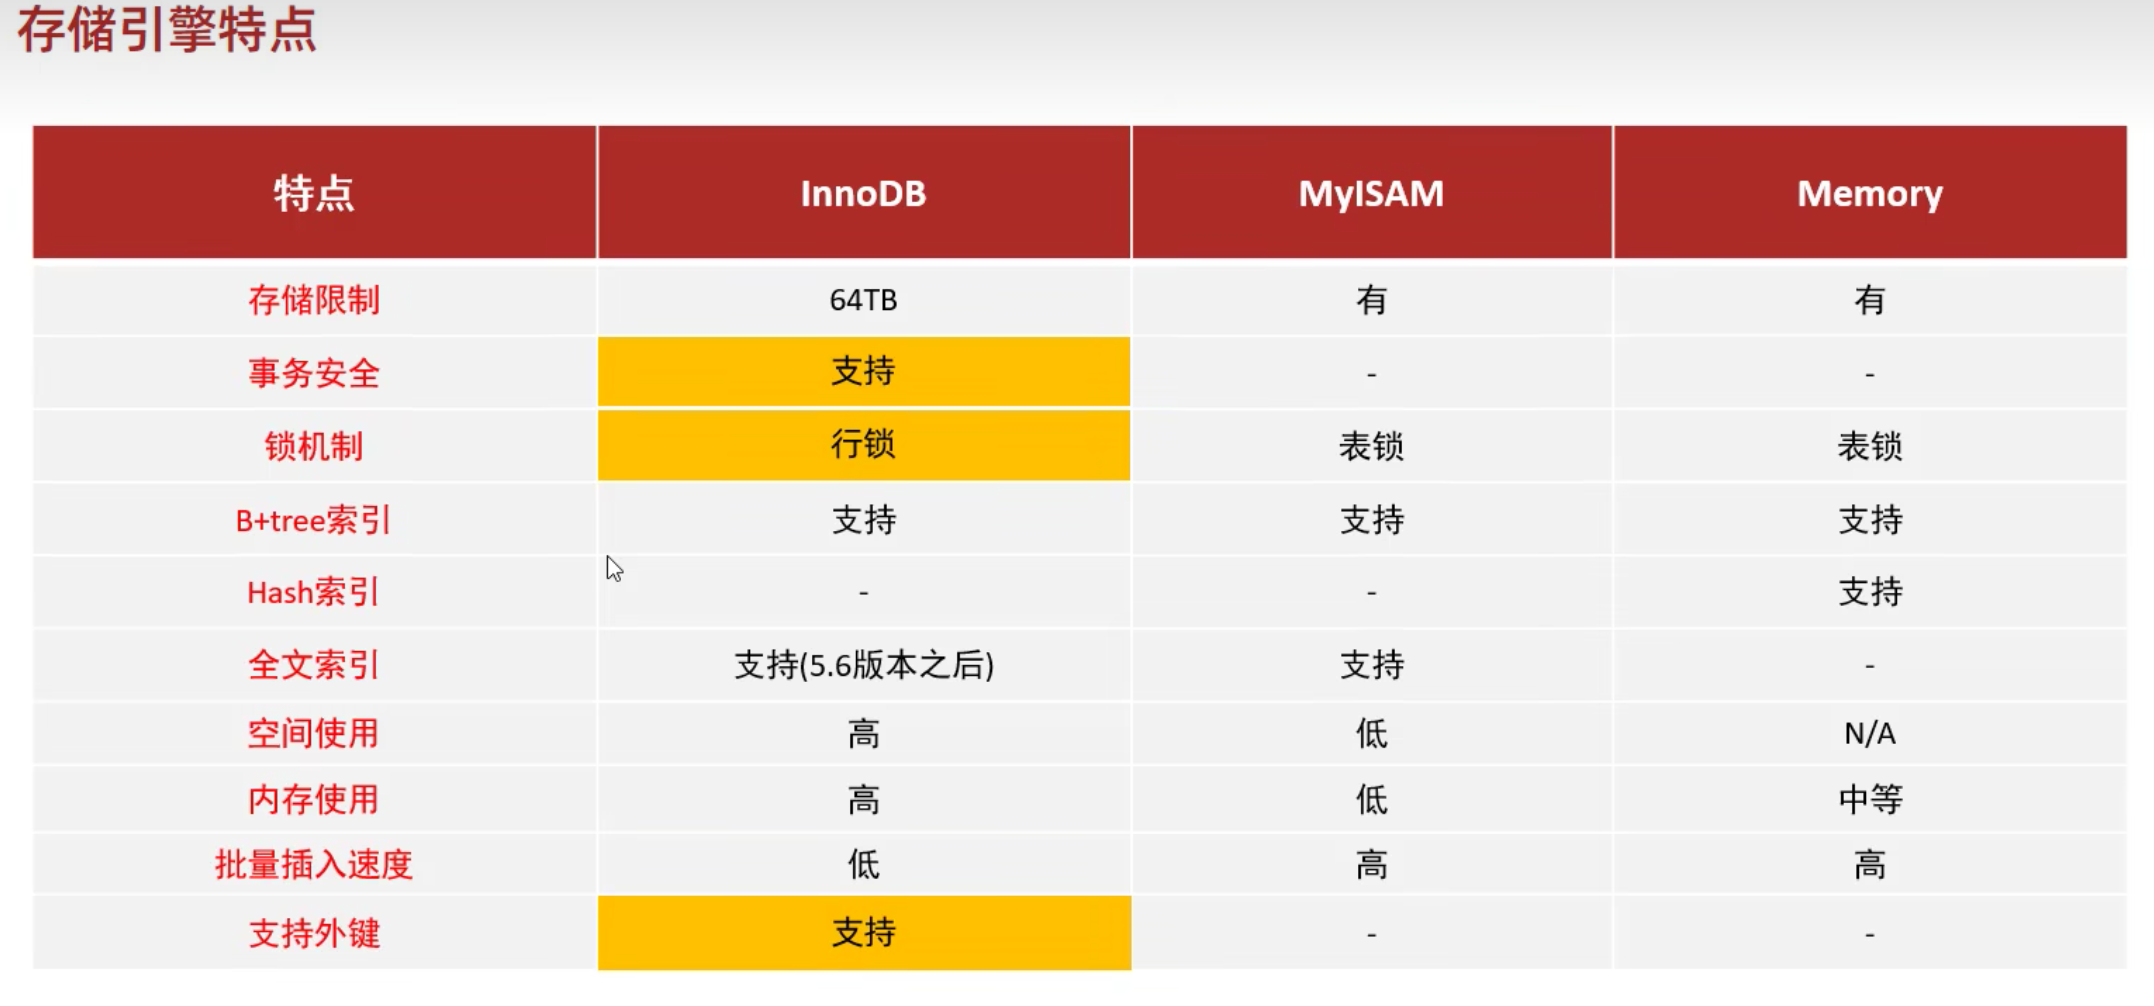 存储引擎特点
特点 InnoDB MyISAM Memory
存储限制 64TB 有 有
事务安全 支持 - -
锁机制 行锁 表锁 表锁
B+tree索引 支持 支持 支持
Hash索引 - - 支持
全文索引 支持(5.6版本之后) 支持 -
空间使用 高 低 N/A
内存使用 高 低 中等
批量插入速度 低 高 高
支持外键 支持 - -